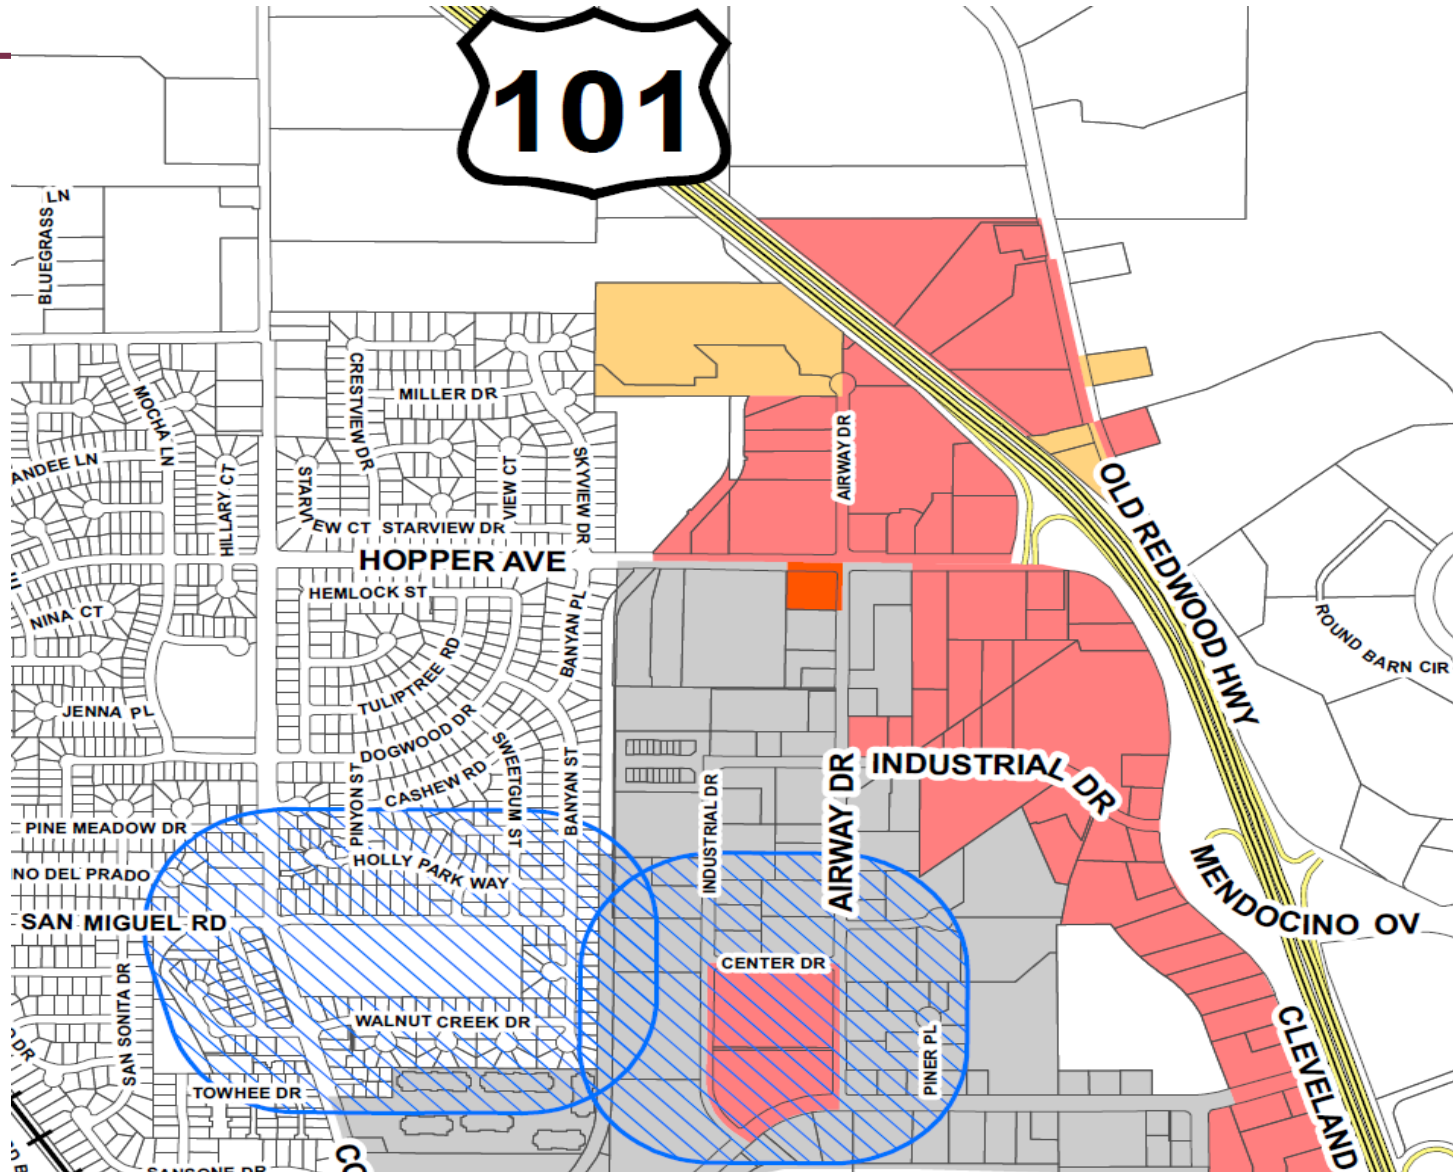 101
BLUEGRASS LN
CRESTVIEW DR
MILLER DR
MOCHA LN
AIRWAY DR
SKYVIEW DR
ANDEE LN
HILLARY CT
VIEW CT
STARVIEW CT
STARVIEW DR
OLD REDWOOD HWY
HOPPER AVE
HEMLOCK ST
NINA CT
BANYAN PL
TULIPTREE RD
ROUND BARN CIR
JENNA PL
DOGWOOD DR
SWEETGUM ST
CASHEW RD
PINYON ST
BANYAN ST
INDUSTRIAL DR
AIRWAY DR
INDUSTRIAL DR
PINE MEADOW DR
HOLLY PARK WAY
NO DEL PRADO
SAN MIGUEL RD
MENDOCINO OV
CENTER DR
SAN SONITA DR
WALNUT CREEK DR
PINER PL
CLEVELAND
DR
TOWHEE DR
CO
SANSONE DR